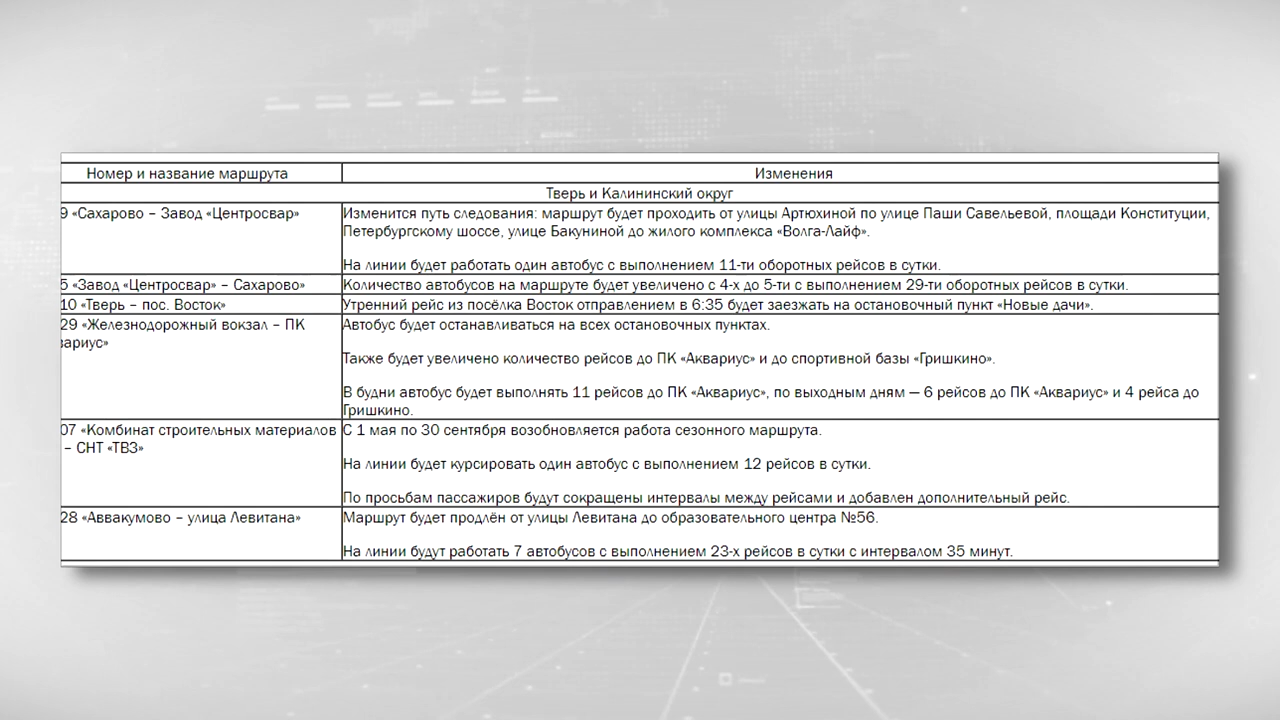 Номер и название маршрута Изменения
Тверь и Калининский округ
9 «Сахарово – Завод «Центросвар» Изменится путь следования: маршрут будет проходить от улицы Артюхиной по улице Паши Савельевой, площади Конституции,
Петербургскому шоссе, улице Бакуниной до жилого комплекса «Волга-Лайф».
На линии будет работать один автобус с выполнением 11-ти оборотных рейсов в сутки.
5 «Завод «Центросвар» – Сахарово» Количество автобусов на маршруте будет увеличено с 4-х до 5-ти с выполнением 29-ти оборотных рейсов в сутки.
10 «Тверь – пос. Восток» Утренний рейс из посёлка Восток отправлением в 6:35 будет заезжать на остановочный пункт «Новые дачи».
29 «Железнодорожный вокзал – ПК
вариус»
Автобус будет останавливаться на всех остановочных пунктах.
Также будет увеличено количество рейсов до ПК «Аквариус» и до спортивной базы «Гришкино».
В будни автобус будет выполнять 11 рейсов до ПК «Аквариус», по выходным дням — 6 рейсов до ПК «Аквариус» и 4 рейса до
Гришкино.
07 «Комбинат строительных материалов
– СНТ «ТВЗ»
С 1 мая по 30 сентября возобновляется работа сезонного маршрута.
На линии будет курсировать один автобус с выполнением 12 рейсов в сутки.
По просьбам пассажиров будут сокращены интервалы между рейсами и добавлен дополнительный рейс.
28 «Аввакумово – улица Левитана» Маршрут будет продлён от улицы Левитана до образовательного центра №56.
На линии будут работать 7 автобусов с выполнением 23-х рейсов в сутки с интервалом 35 минут.